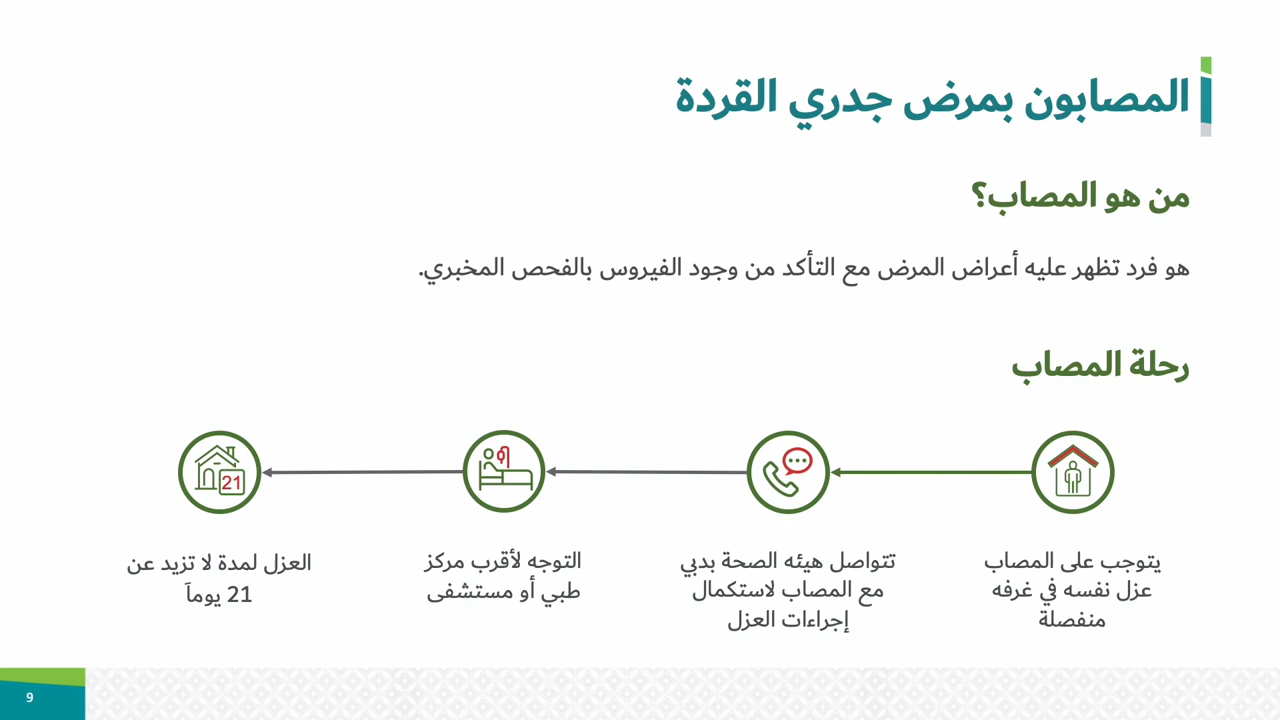 المصابون بمرض جدري القردة
من هو المصاب؟
هو فرد تظهر عليه أعراض المرض مع التأكد من وجود الفيروس بالفحص المخبري.
رحلة المصاب
يتوجب على المصاب
عزل نفسه في غرفه
منفصلة
تتواصل هيئه الصحة بدبي
مع المصاب لاستكمال
إجراءات العزل
التوجه لأقرب مركز
طبي أو مستشفى
21
العزل لمدة لا تزيد عن
21 يوماَ
9